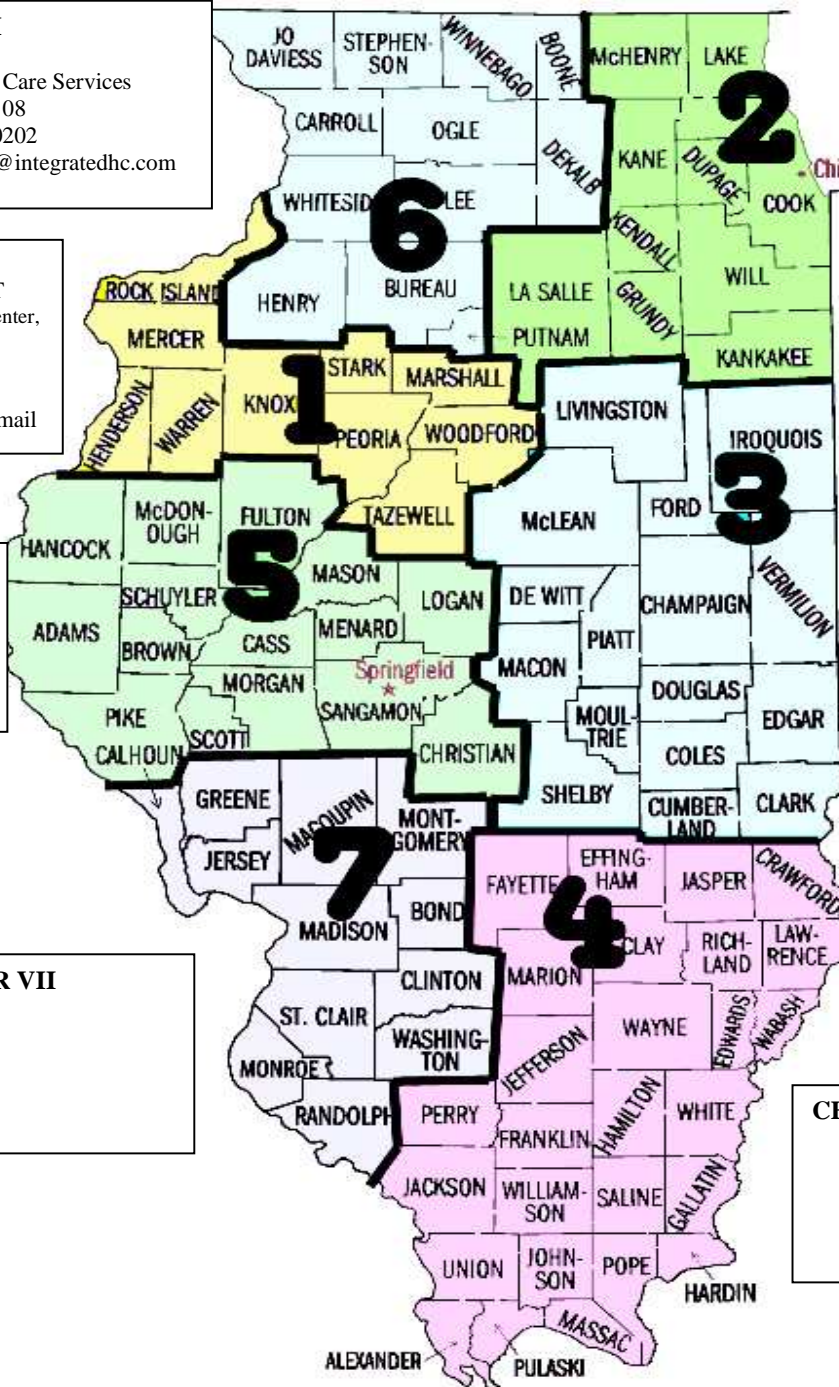 Care Services
08
0202
@integratedhc.com
enter,
mail
R VII
CE
JO
DAVIESS
STEPHEN-
SON
WINNEBAGO
BOONE
McHENRY
LAKE
2
CARROLL
OGLE
DEKALB
KANE
DUPAGE
Chi
COOK
WHITESID
LEE
6
KENDALL
ROCK ISLAND
HENRY
BUREAU
LA SALLE
GRUNDY
WILL
MERCER
PUTNAM
KANKAKEE
HENDERSON
WARREN
KNOX
1
STARK
MARSHALL
PEORIA
WOODFORD
TAZEWELL
LIVINGSTON
IROQUOIS
McLEAN
FORD
3
HANCOCK
McDON-
OUGH
FULTON
5
MASON
LOGAN
DE WITT
CHAMPAIGN
VERMILION
ADAMS
SCHUYLER
BROWN
CASS
MENARD
PIATT
MACON
Springfield
MORGAN
SANGAMON
DOUGLAS
EDGAR
PIKE
SCOTT
CHRISTIAN
MOUL-
TRIE
COLES
CALHOUN
SHELBY
CUMBER-
LAND
CLARK
GREENE
MACOUPIN
MONT-
GOMERY
JERSEY
7
FAYETTE
EFFING-
HAM
JASPER
CRAWFORD
MADISON
BOND
4
CLAY
RICH-
LAND
LAW-
RENCE
MARION
CLINTON
ST. CLAIR
WASHING-
TON
WAYNE
EDWARDS
WABASH
MONROE
JEFFERSON
RANDOLPH
PERRY
HAMILTON
WHITE
FRANKLIN
JACKSON
WILLIAM-
SON
SALINE
GALLATIN
UNION
JOHN-
SON
POPE
HARDIN
MASSAC
ALEXANDER
PULASKI